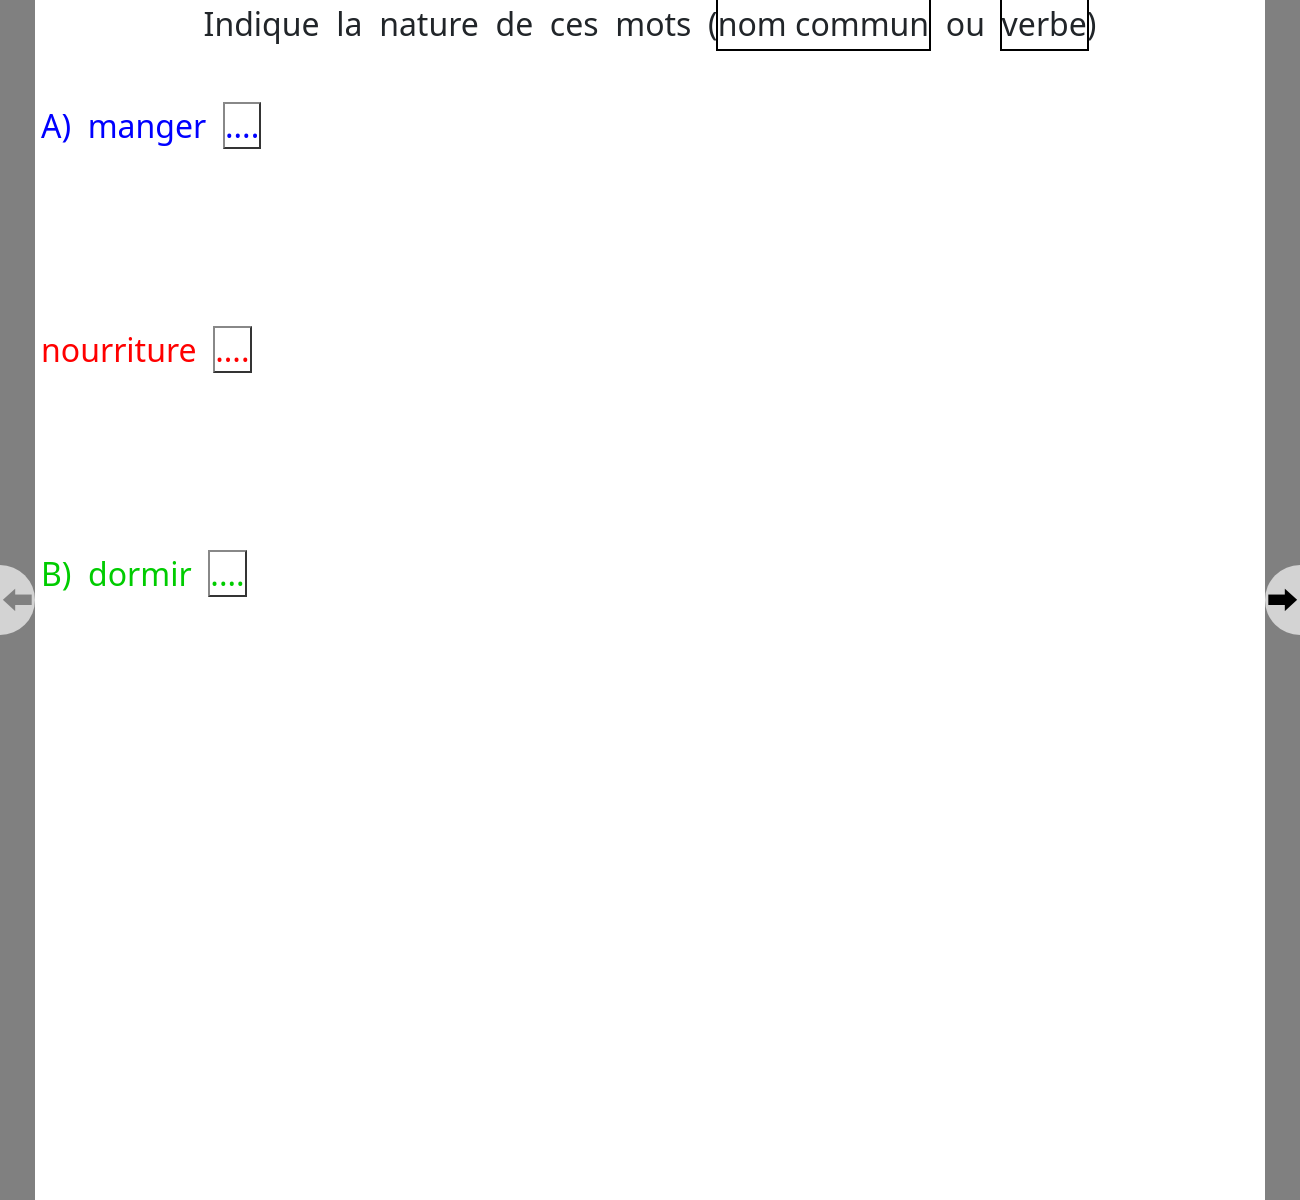 Indique la nature de ces mots (nom commun ou verbe)
A) manger ....
nourriture ....
B) dormir ....